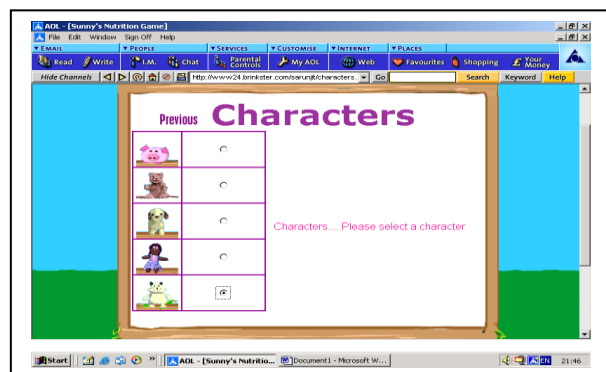 AOL - [Sunny's Nutrition Game]
File Edit Window Sign Off Help
EMAIL PEOPLE SERVICES CUSTOMISE INTERNET PLACES
Read Write I.M. Chat Parental Controls My AOL Web Favourites Shopping Your Money
Hide Channels http://www24.brinkster.com/sarunjit/characters. Go Search Keyword Help
Previous Characters
Characters.... Please select a character
Start AOL - [Sunny's Nutritio... Document1 - Microsoft W... EN 21:46